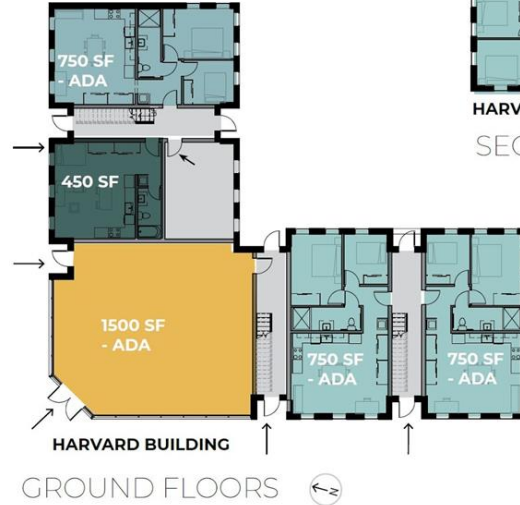 750 SF
- ADA
HARV
SEC
450 SF
1500 SF
- ADA
750 SF
- ADA
750 SF
- ADA
HARVARD BUILDING
GROUND FLOORS
N